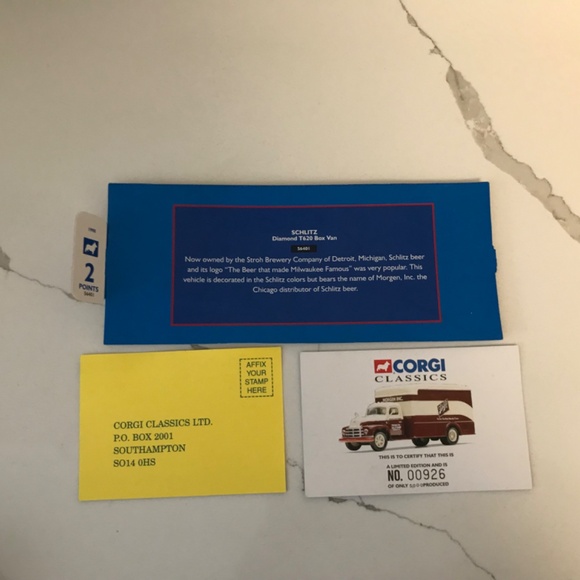 SCHLITZ
Diamond T620 Box Van
Now owned by the Stroh Brewery Company of Detroit, Michigan, Schlitz beer
and its logo "The Beer that made Milwaukee Famous" was very popular. This
vehicle is decorated in the Schlitz colors but bears the name of Morgen, Inc. the
Chicago distributor of Schlitz beer.
2
POINTS
AFFIX
YOUR
STAMP
HERE
CORGI CLASSICS LTD.
P.O. BOX 2001
SOUTHAMPTON
SO14 0HS
CORGI
CLASSICS
THIS IS TO CERTIFY THAT THIS IS
A LIMITED EDITION AND IS
NO. 00926
OF ONLY PRODUCED